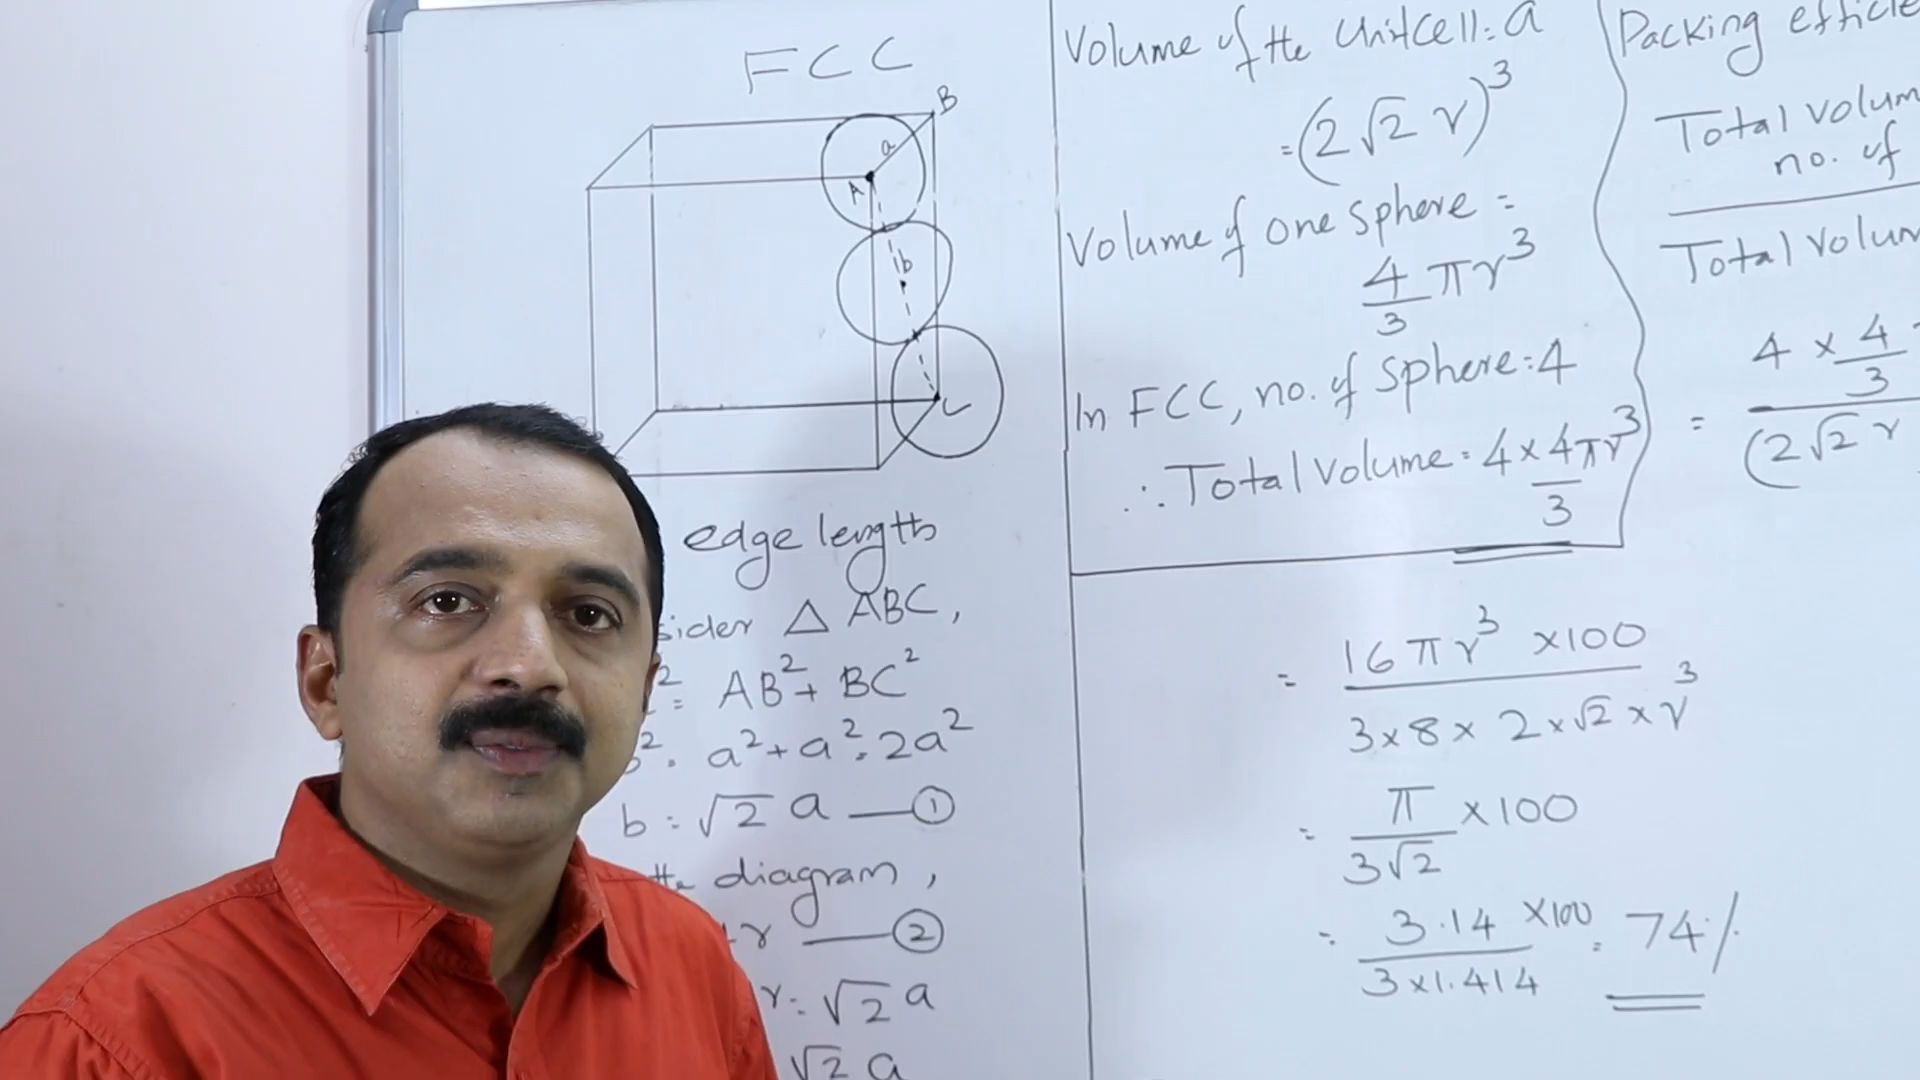 FCC
B
a
A
b
C
edge length
sider △ ABC,
2 = AB² + BC²
² = a² + a² = 2a²
b = √2 a —①
the diagram,
r —②
r = √2 a
√2 a
Volume of the Unitcell = a
= (2√2 r)³
Volume of one sphere =
4/3 πr³
In FCC, no. of sphere = 4
∴ Total volume = 4 × 4πr³/3
Packing efficie
Total volum
no. of
Total volum
= 4 × 4/3
(2√2 r
= 16πr³ ×100 / 3×8×2×√2×r³
= π/3√2 ×100
= 3.14 ×100 / 3×1.414 = 74%